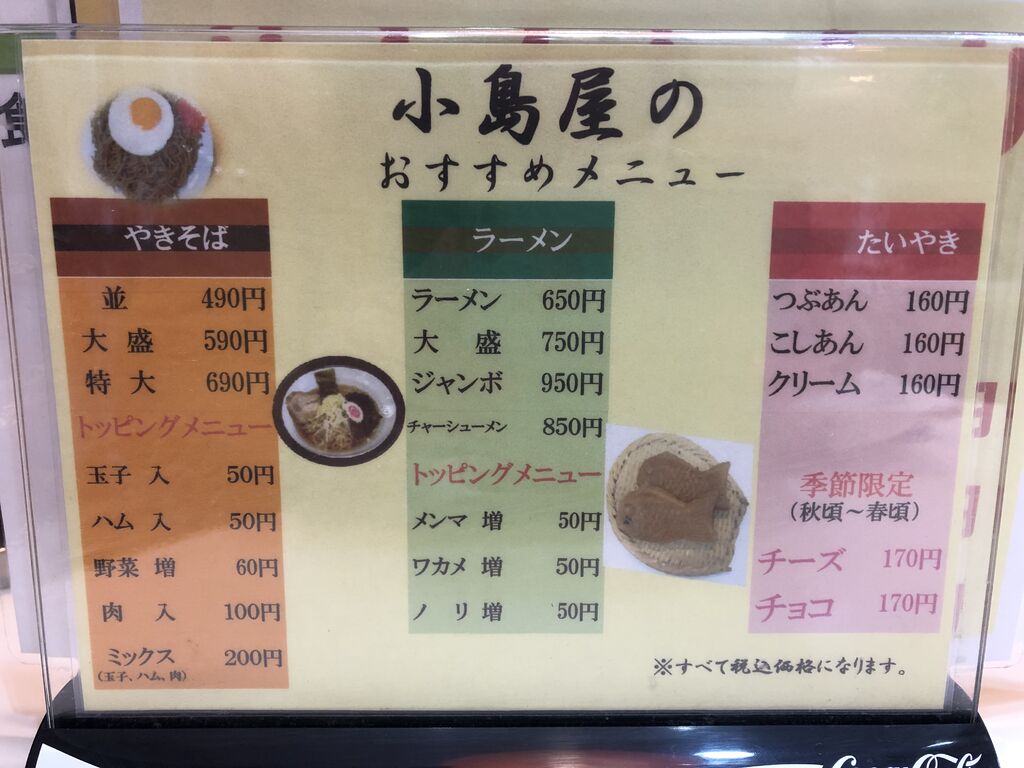 小島屋の
おすすめメニュー
やきそば
並 490円
大盛 590円
特大 690円
トッピングメニュー
玉子 入 50円
ハム 入 50円
野菜 増 60円
肉 入 100円
ミックス 200円
(玉子、ハム、肉)
ラーメン
ラーメン 650円
大盛 750円
ジャンボ 950円
チャーシューメン 850円
トッピングメニュー
メンマ 増 50円
ワカメ 増 50円
ノリ 増 50円
たいやき
つぶあん 160円
こしあん 160円
クリーム 160円
季節限定
(秋頃～春頃)
チーズ 170円
チョコ 170円
※すべて税込価格になります。